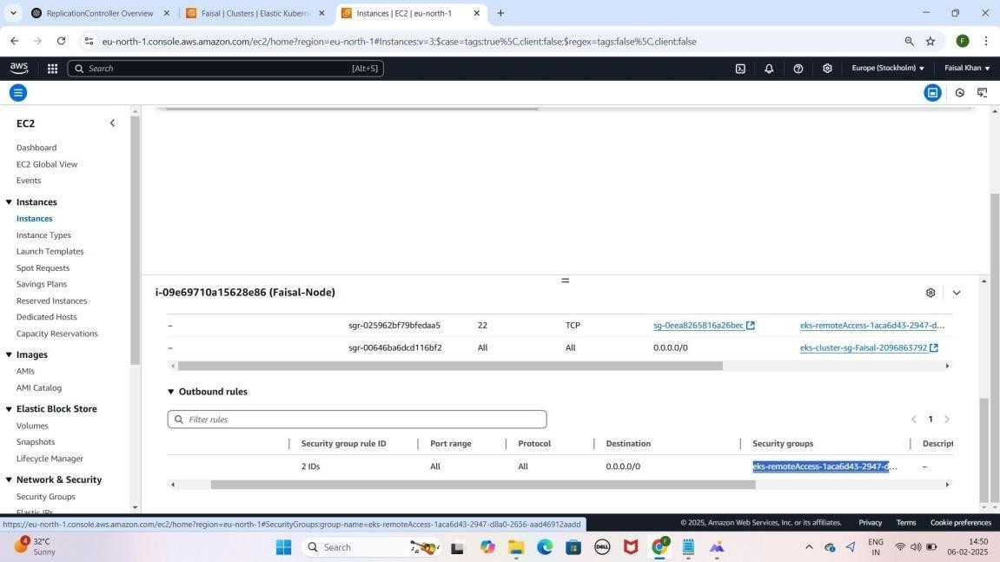 ReplicationController Overview
Faisal | Clusters | Elastic Kubern
Instances | EC2 | eu-north-1
eu-north-1.console.aws.amazon.com/ec2/home?region=eu-north-1#Instances:v=3;$case=tags:true%5C,client:false;$regex=tags:false%5C,client:false
F
aws
Search
[Alt+S]
Europe (Stockholm)
Faisal Khan
EC2
Dashboard
EC2 Global View
Events
Instances
Instances
Instance Types
Launch Templates
Spot Requests
Savings Plans
Reserved Instances
Dedicated Hosts
Capacity Reservations
Images
AMIs
AMI Catalog
Elastic Block Store
Volumes
Snapshots
Lifecycle Manager
Network & Security
Security Groups
Elastic IPs
i-09e69710a15628e86 (Faisal-Node)
– sgr-025962bf79bfedaa5 22 TCP sg-0eea8265816a26bec eks-remoteAccess-1aca6d43-2947-d...
– sgr-00646ba6dcd116bf2 All All 0.0.0.0/0 eks-cluster-sg-Faisal-2096863792
Outbound rules
Filter rules
1
Security group rule ID Port range Protocol Destination Security groups Descript
2 IDs All All 0.0.0.0/0 eks-remoteAccess-1aca6d43-2947-d... –
https://eu-north-1.console.aws.amazon.com/ec2/home?region=eu-north-1#SecurityGroups:group-name=eks-remoteAccess-1aca6d43-2947-d8a0-2656-aad46912aadd
© 2025, Amazon Web Services, Inc. or its affiliates. Privacy Terms Cookie preferences
4
32°C
Sunny
Search
DELL
F
ENG
IN
14:50
06-02-2025